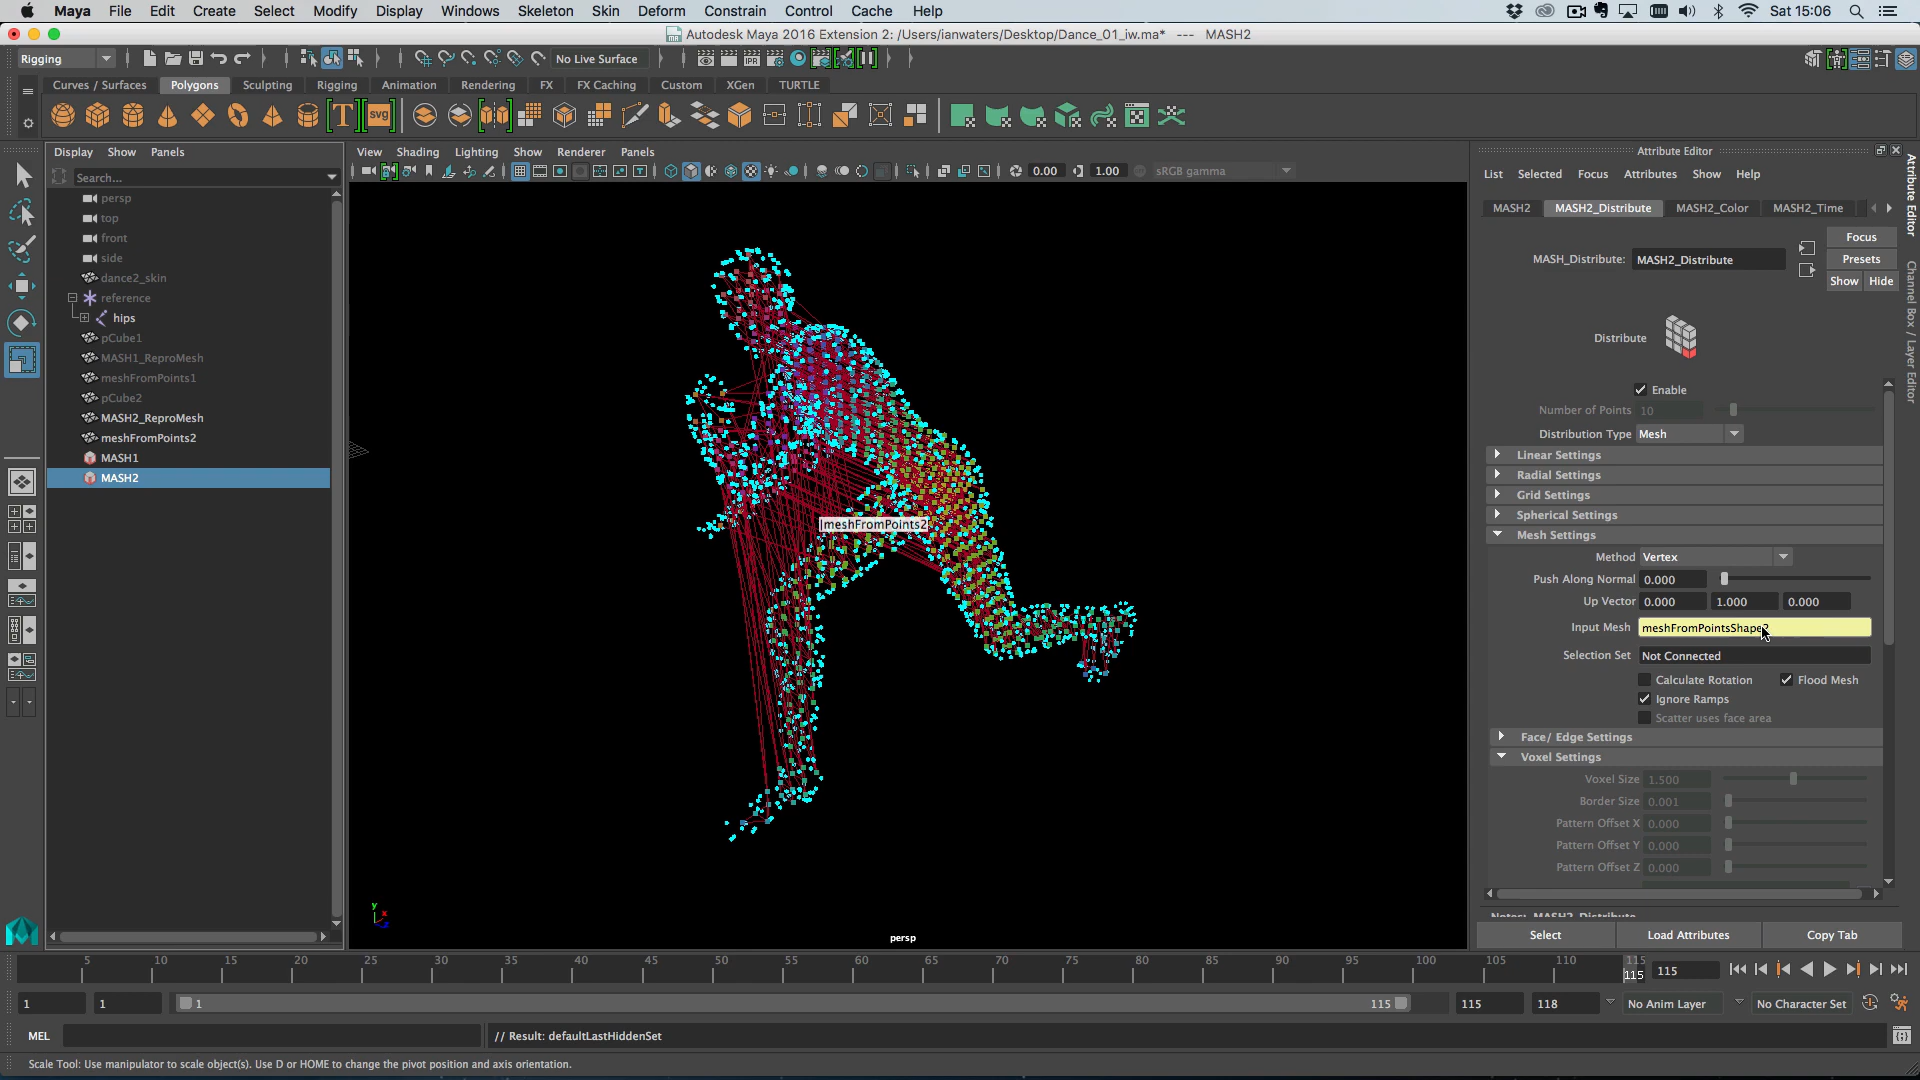 Maya File Edit Create Select Modify Display Windows Skeleton Skin Deform Constrain Control Cache Help Sat 15:06
Autodesk Maya 2016 Extension 2: /Users/ianwaters/Desktop/Dance_01_iw.ma* --- MASH2
Rigging No Live Surface IPR
Curves / Surfaces Polygons Sculpting Rigging Animation Rendering FX FX Caching Custom XGen TURTLE
T SVG
Display Show Panels
Search...
persp
top
front
side
dance2_skin
reference
hips
pCube1
MASH1_ReproMesh
meshFromPoints1
pCube2
MASH2_ReproMesh
meshFromPoints2
MASH1
MASH2
View Shading Lighting Show Renderer Panels
0.00 1.00 sRGB gamma
|meshFromPoints2
y
x
persp
Attribute Editor
List Selected Focus Attributes Show Help
MASH2 MASH2_Distribute MASH2_Color MASH2_Time
MASH_Distribute: MASH2_Distribute
Focus
Presets
Show Hide
Distribute
Enable
Number of Points 10
Distribution Type Mesh
Linear Settings
Radial Settings
Grid Settings
Spherical Settings
Mesh Settings
Method Vertex
Push Along Normal 0.000
Up Vector 0.000 1.000 0.000
Input Mesh meshFromPointsShape2
Selection Set Not Connected
Calculate Rotation Flood Mesh
Ignore Ramps
Scatter uses face area
Face/ Edge Settings
Voxel Settings
Voxel Size 1.500
Border Size 0.001
Pattern Offset X 0.000
Pattern Offset Y 0.000
Pattern Offset Z 0.000
Notes: MASH2_Distribute
Select Load Attributes Copy Tab
Attribute Editor
Channel Box / Layer Editor
5 10 15 20 25 30 35 40 45 50 55 60 65 70 75 80 85 90 95 100 105 110 115
115 115
1 1 1 115 115 118 No Anim Layer No Character Set
MEL // Result: defaultLastHiddenSet
Scale Tool: Use manipulator to scale object(s). Use D or HOME to change the pivot position and axis orientation.